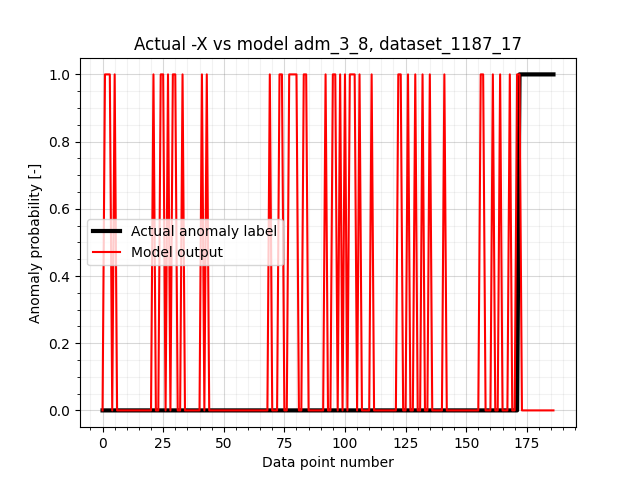 Actual -X vs model adm_3_8, dataset_1187_17
Anomaly probability [-]
1.0
0.8
0.6
0.4
0.2
0.0
Actual anomaly label
Model output
0 25 50 75 100 125 150 175
Data point number